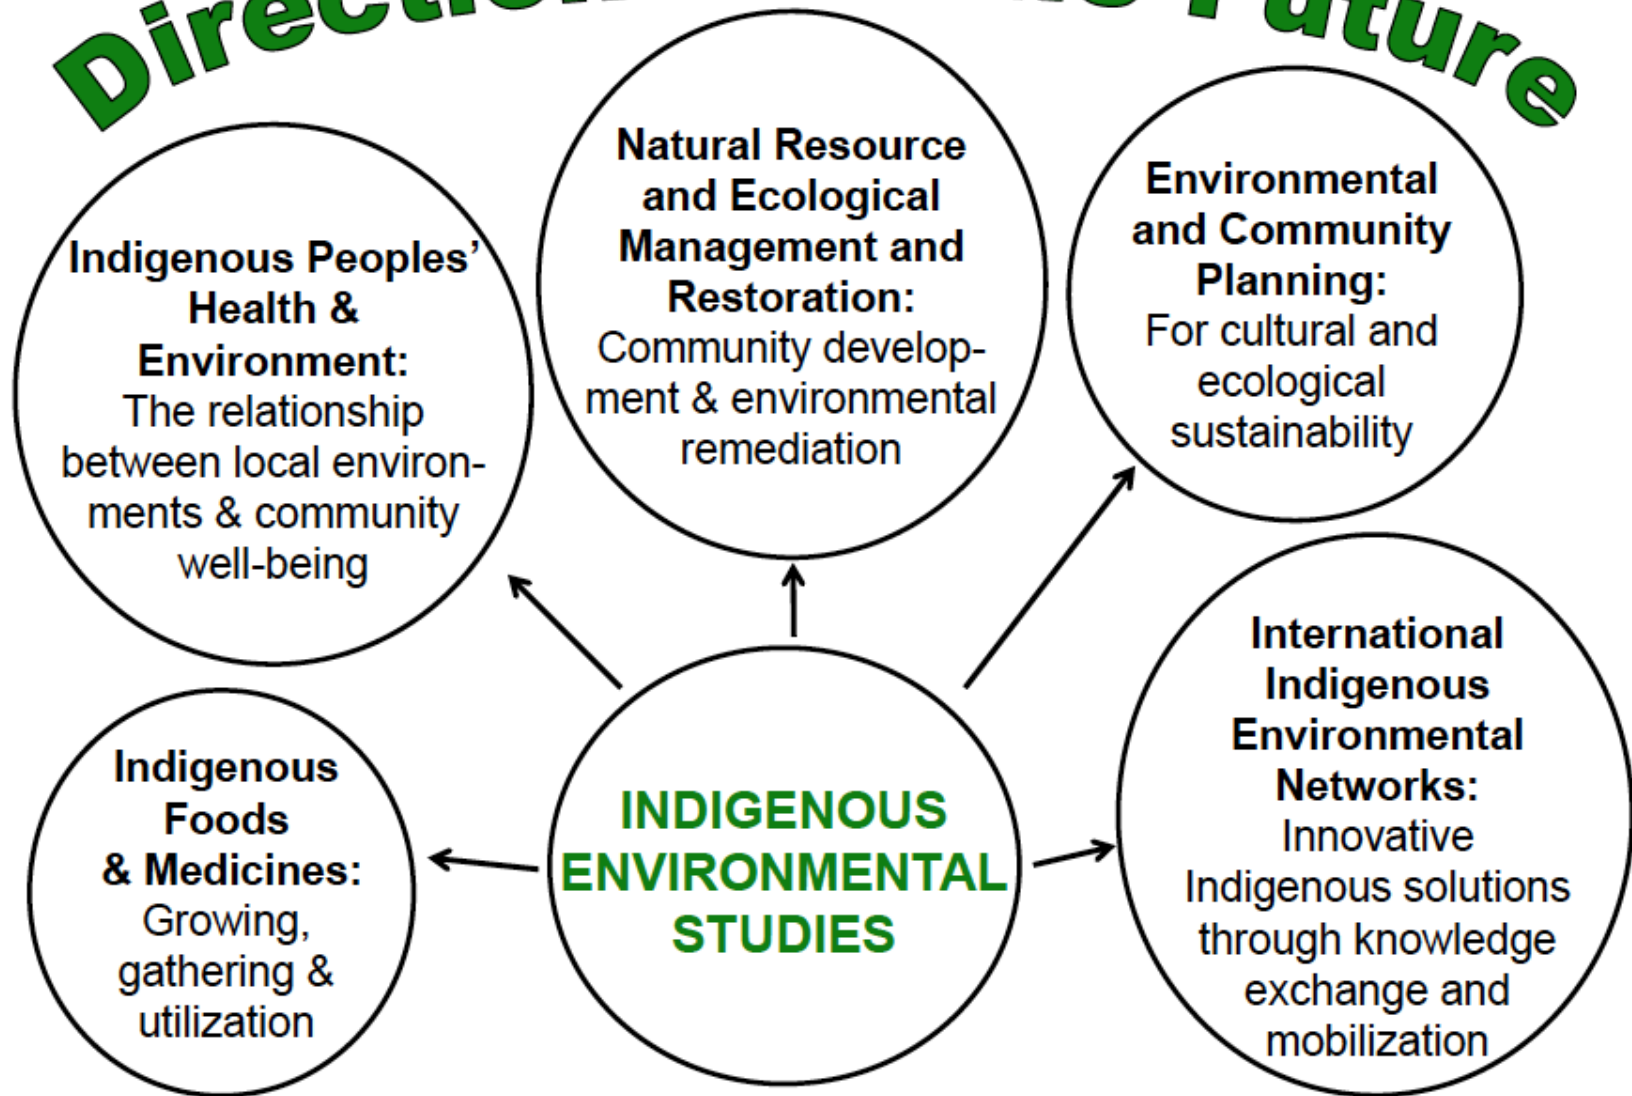 Direction
Future
Indigenous Peoples’
Health &
Environment:
The relationship
between local environ-
ments & community
well-being
Natural Resource
and Ecological
Management and
Restoration:
Community develop-
ment & environmental
remediation
Environmental
and Community
Planning:
For cultural and
ecological
sustainability
Indigenous
Foods
& Medicines:
Growing,
gathering &
utilization
INDIGENOUS
ENVIRONMENTAL
STUDIES
International
Indigenous
Environmental
Networks:
Innovative
Indigenous solutions
through knowledge
exchange and
mobilization